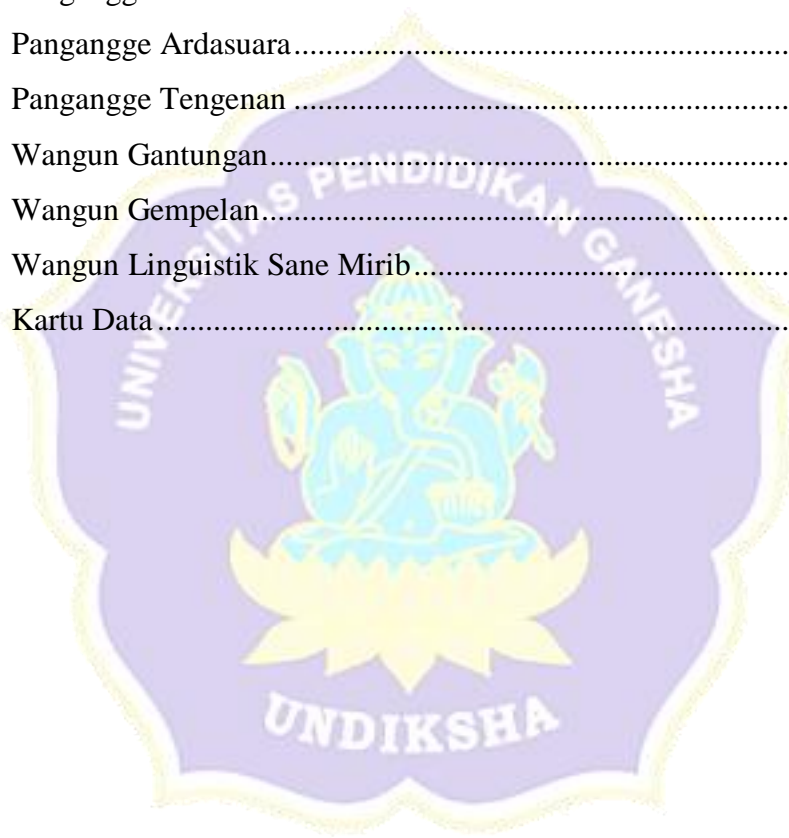 Pangangge Ardasuara
Pangangge Tengenan
Wangun Gantungan
Wangun Gempelan
Wangun Linguistik Sane Mirib
Kartu Data
UNIVERSITAS PENDIDIKAN GANESHA
UNDIKSHA